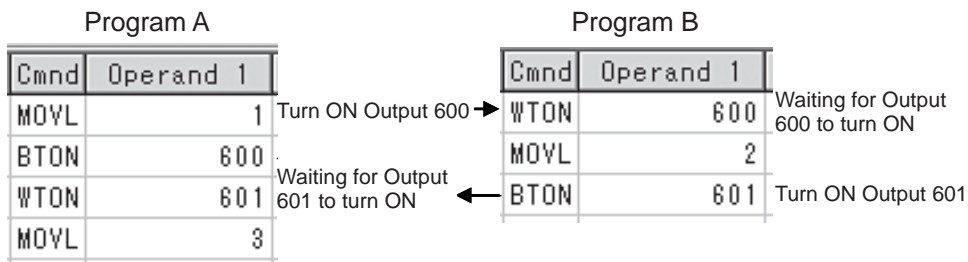 Program A
Cmnd Operand 1
MOVL 1
BTON 600
WTON 601
MOVL 3
Turn ON Output 600
Waiting for Output
601 to turn ON
Program B
Cmnd Operand 1
WTON 600
MOVL 2
BTON 601
Waiting for Output
600 to turn ON
Turn ON Output 601